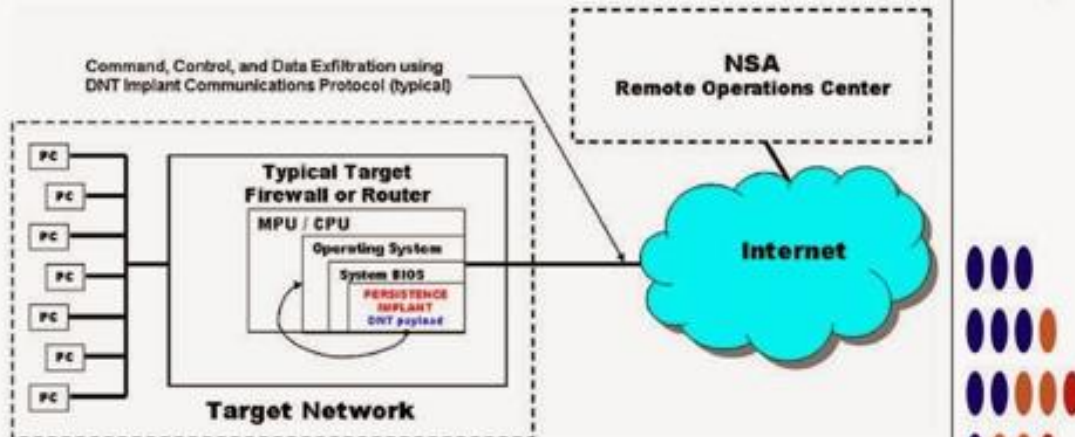 Command, Control, and Data Exfiltration using
DNT Implant Communications Protocol (typical)
NSA
Remote Operations Center
PC
PC
PC
PC
PC
PC
PC
Typical Target
Firewall or Router
MPU / CPU
Operating System
System BIOS
PERSISTENCE
IMPLANT
DNT payload
Internet
Target Network